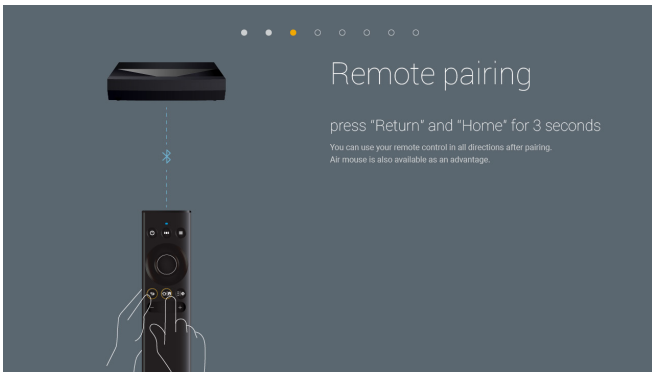 Remote pairing
press "Return" and "Home" for 3 seconds
You can use your remote control in all directions after pairing.
Air mouse is also available as an advantage.